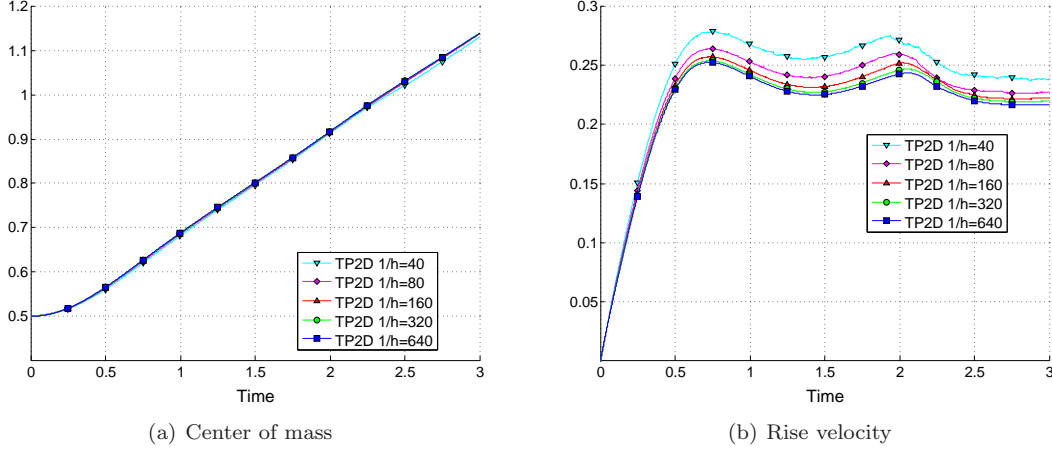 1.2
1.1
1
0.9
0.8
0.7
0.6
0.5
TP2D 1/h=40
TP2D 1/h=80
TP2D 1/h=160
TP2D 1/h=320
TP2D 1/h=640
0 0.5 1 1.5 2 2.5 3
Time
(a) Center of mass
0.3
0.25
0.2
0.15
0.1
0.05
0
TP2D 1/h=40
TP2D 1/h=80
TP2D 1/h=160
TP2D 1/h=320
TP2D 1/h=640
0 0.5 1 1.5 2 2.5 3
Time
(b) Rise velocity